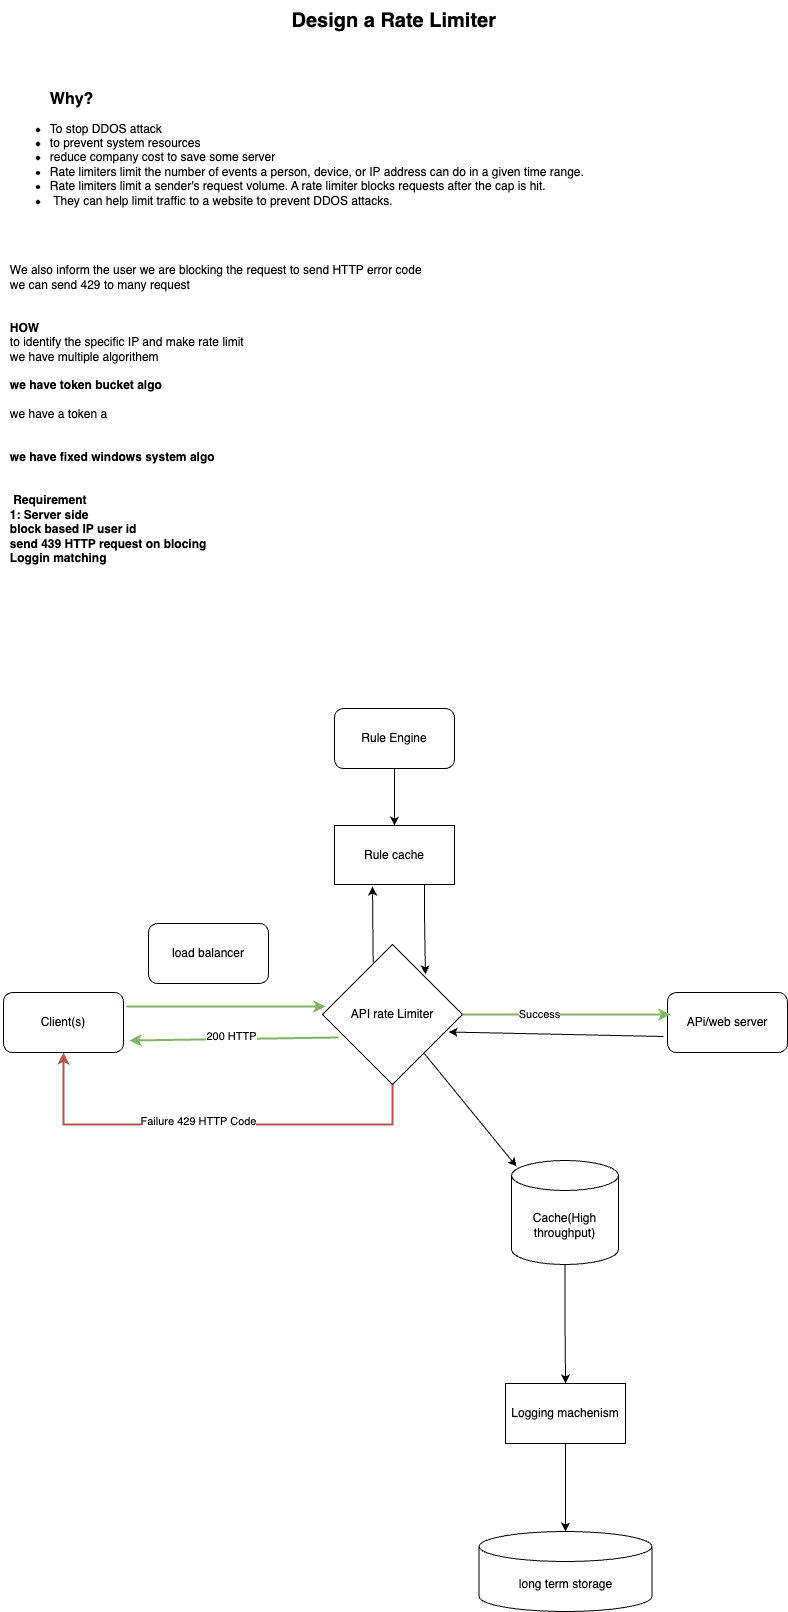 Design a Rate Limiter
Why?
To stop DDOS attack
to prevent system resources
reduce company cost to save some server
Rate limiters limit the number of events a person, device, or IP address can do in a given time range.
Rate limiters limit a sender's request volume. A rate limiter blocks requests after the cap is hit.
They can help limit traffic to a website to prevent DDOS attacks.
We also inform the user we are blocking the request to send HTTP error code
we can send 429 to many request
HOW
to identify the specific IP and make rate limit
we have multiple algorithem
we have token bucket algo
we have a token a
we have fixed windows system algo
Requirement
1: Server side
block based IP user id
send 439 HTTP request on blocing
Loggin matching
Rule Engine
Rule cache
load balancer
Client(s)
API rate Limiter
Success
APi/web server
200 HTTP
Failure 429 HTTP Code
Cache(High
throughput)
Logging machenism
long term storage